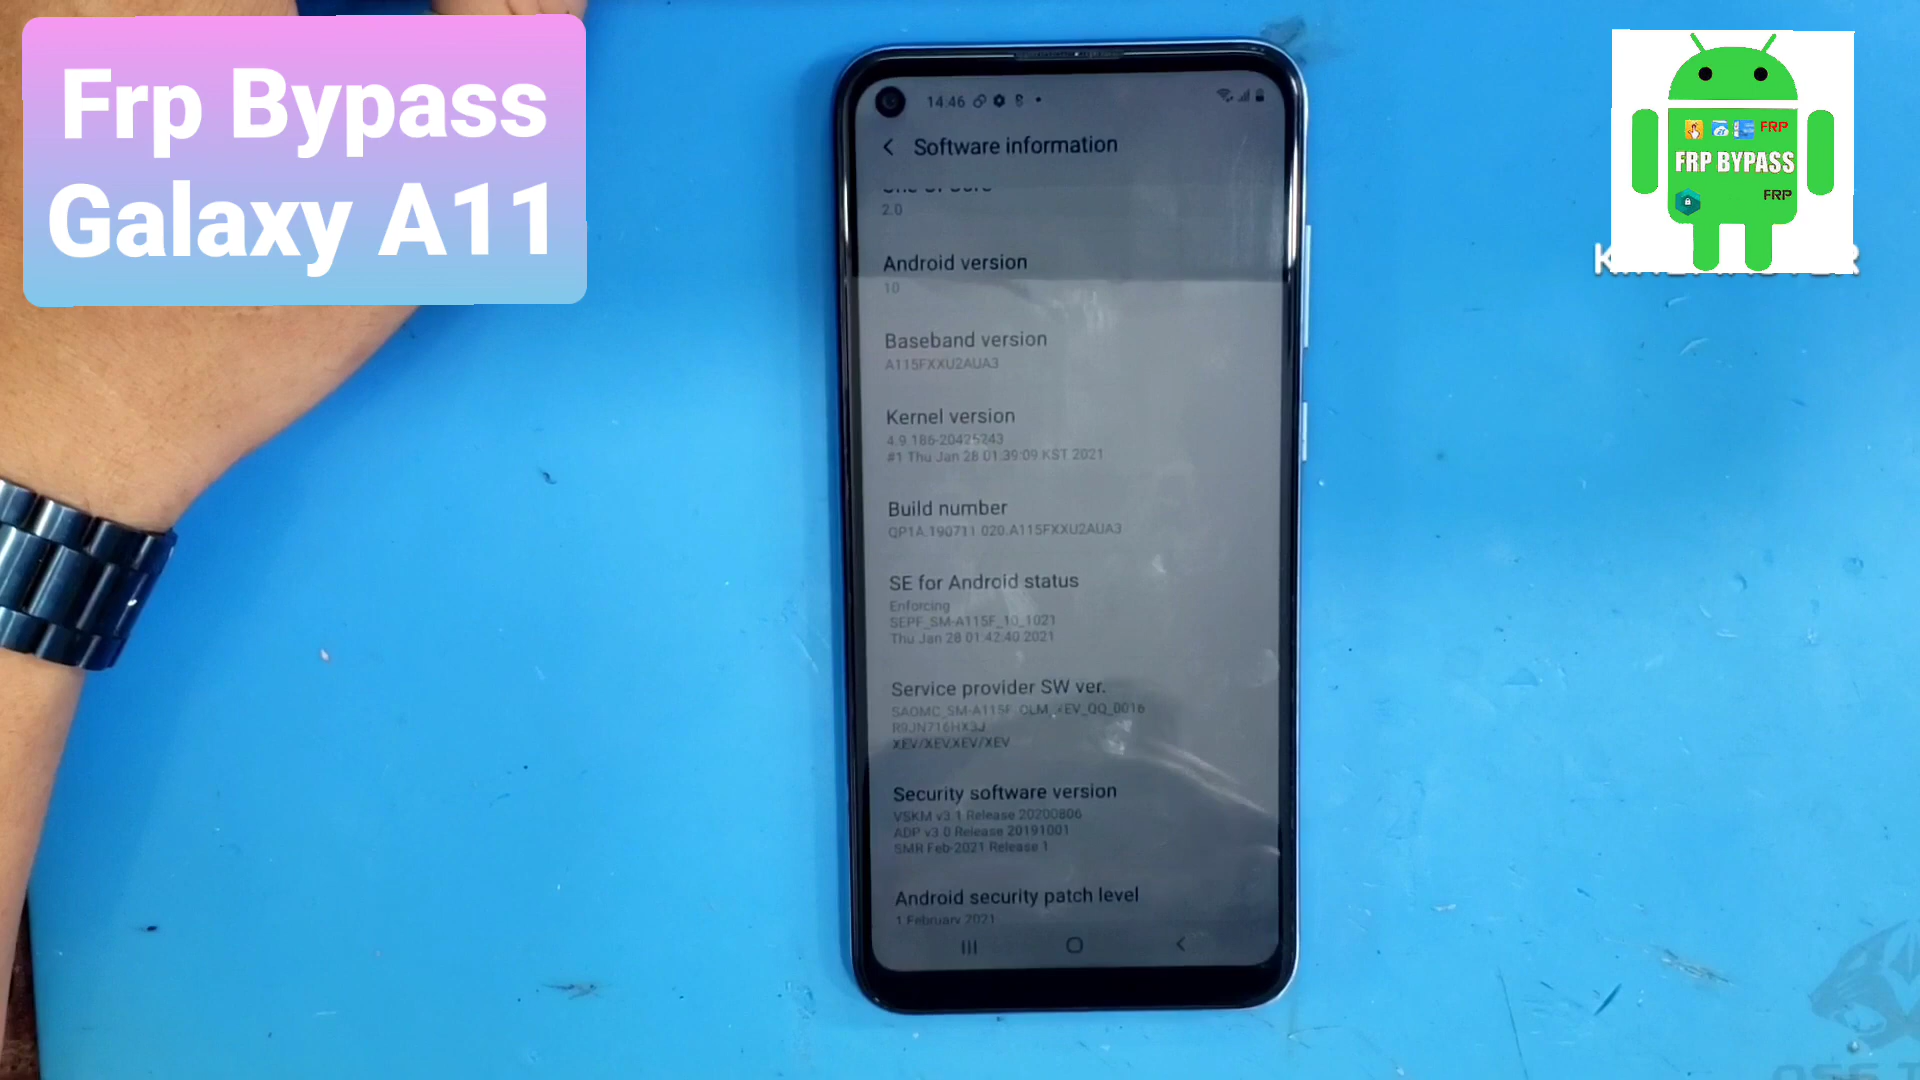 Frp Bypass
Galaxy A11
FRP
FRP BYPASS
FRP
14:46
Software information
2.0
Android version
10
Baseband version
A115FXXU2AUA3
Kernel version
4.9.186-20425243
#1 Thu Jan 28 01:39:09 KST 2021
Build number
QP1A.190711.020.A115FXXU2AUA3
SE for Android status
Enforcing
SEPF_SM-A115F_10_1021
Thu Jan 28 01:42:40 2021
Service provider SW ver.
SAOMC_SM-A115F_OLM_XEV_QQ_0016
R9JN716HX3J
XEV/XEV,XEV/XEV
Security software version
VSKM v3.1 Release 20200806
ADP v3.0 Release 20191001
SMR Feb-2021 Release 1
Android security patch level
1 February 2021